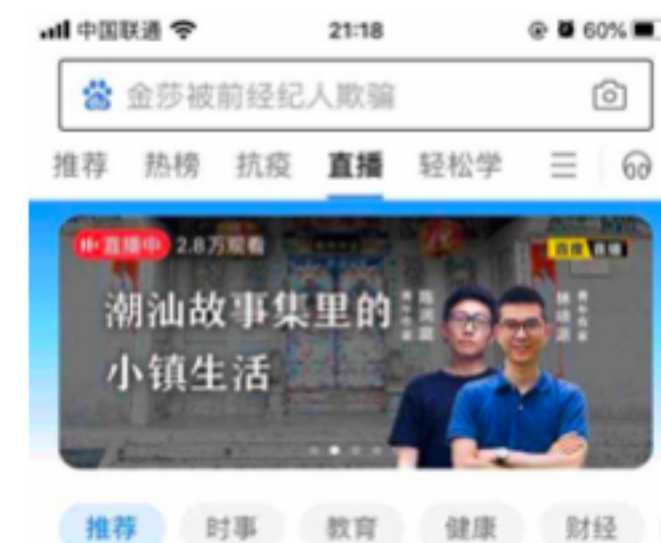 中国联通 21:18 60%
金莎被前经纪人欺骗
推荐 热榜 抗疫 直播 轻松学
直播中 2.8万观看
百度 直播
潮汕故事集里的
小镇生活
推荐 时事 教育 健康 财经